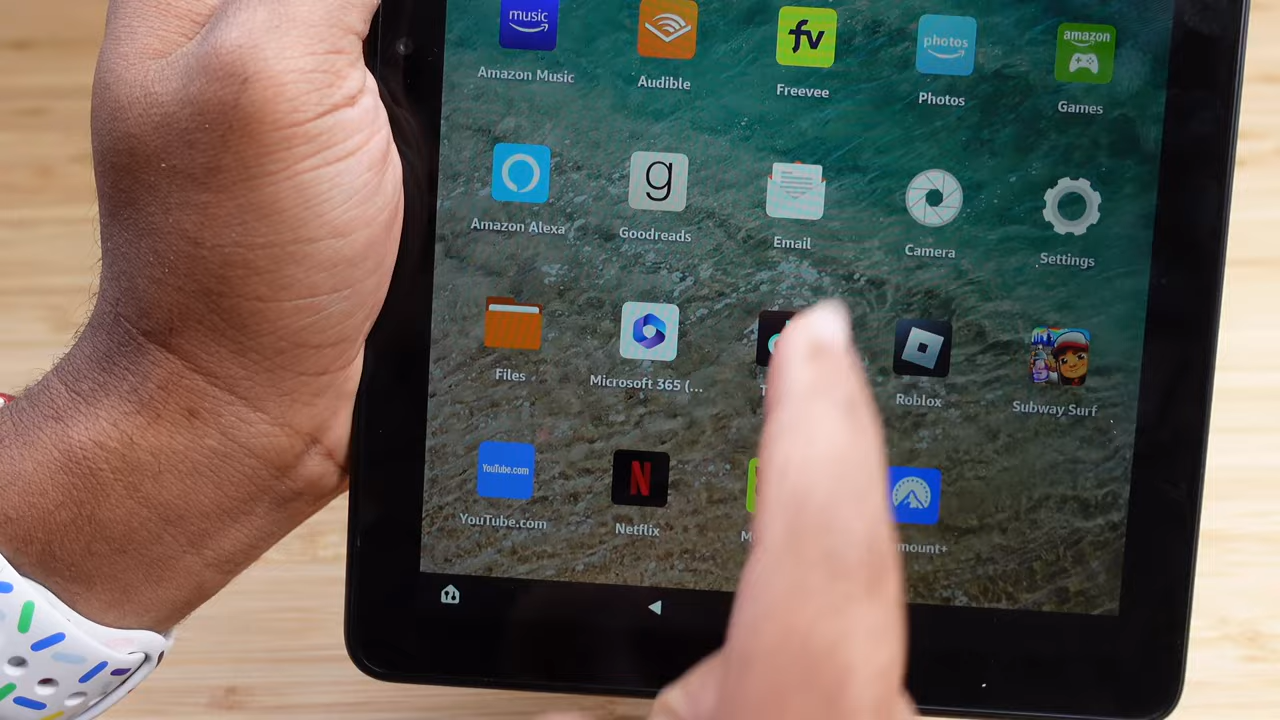 music
Amazon Music
Audible
fv
Freevee
photos
Photos
amazon
Games
Amazon Alexa
g
Goodreads
Email
Camera
Settings
Files
Microsoft 365 (...
T
Roblox
Subway Surf
YouTube.com
YouTube.com
N
Netflix
M
mount+